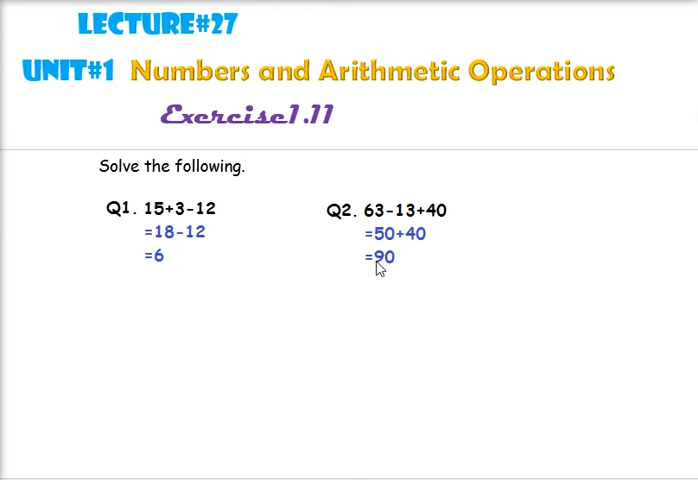 LECTURE#27
UNIT#1 Numbers and Arithmetic Operations
Exercise1.11
Solve the following.
Q1. 15+3-12
=18-12
=6
Q2. 63-13+40
=50+40
=90